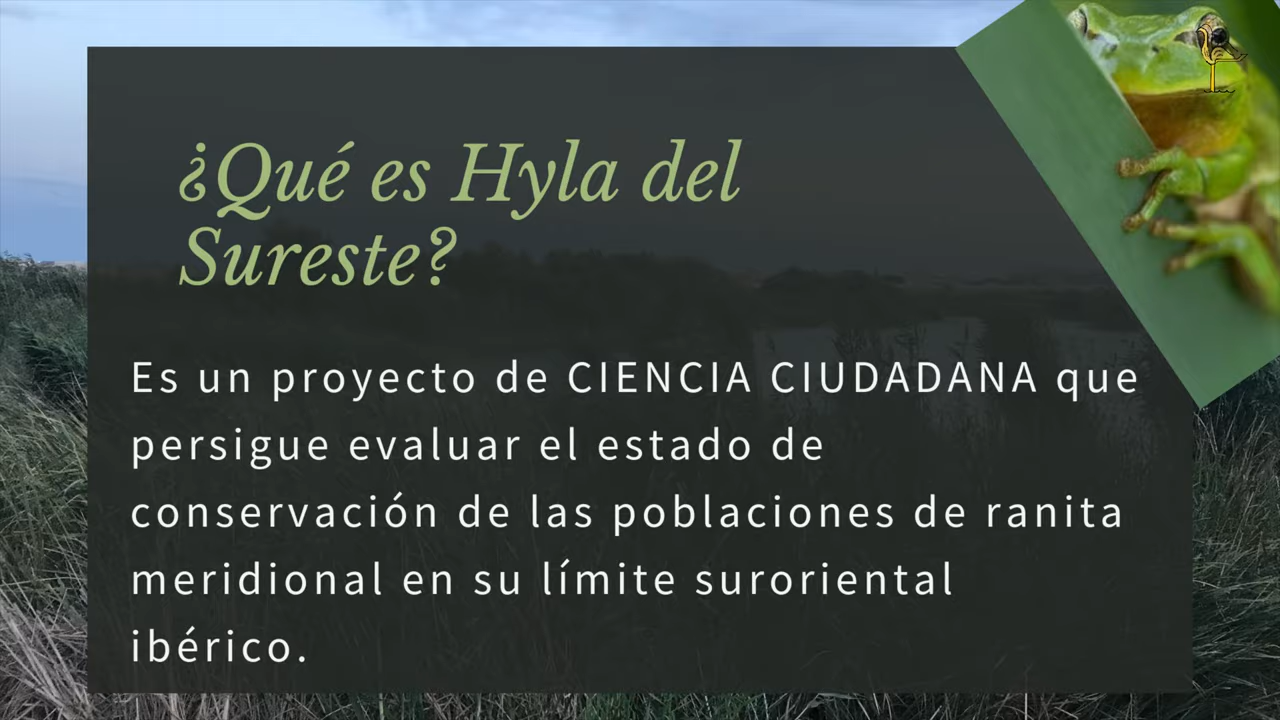 ¿Qué es Hyla del
Sureste?
Es un proyecto de CIENCIA CIUDADANA que
persigue evaluar el estado de
conservación de las poblaciones de ranita
meridional en su límite suroriental
ibérico.